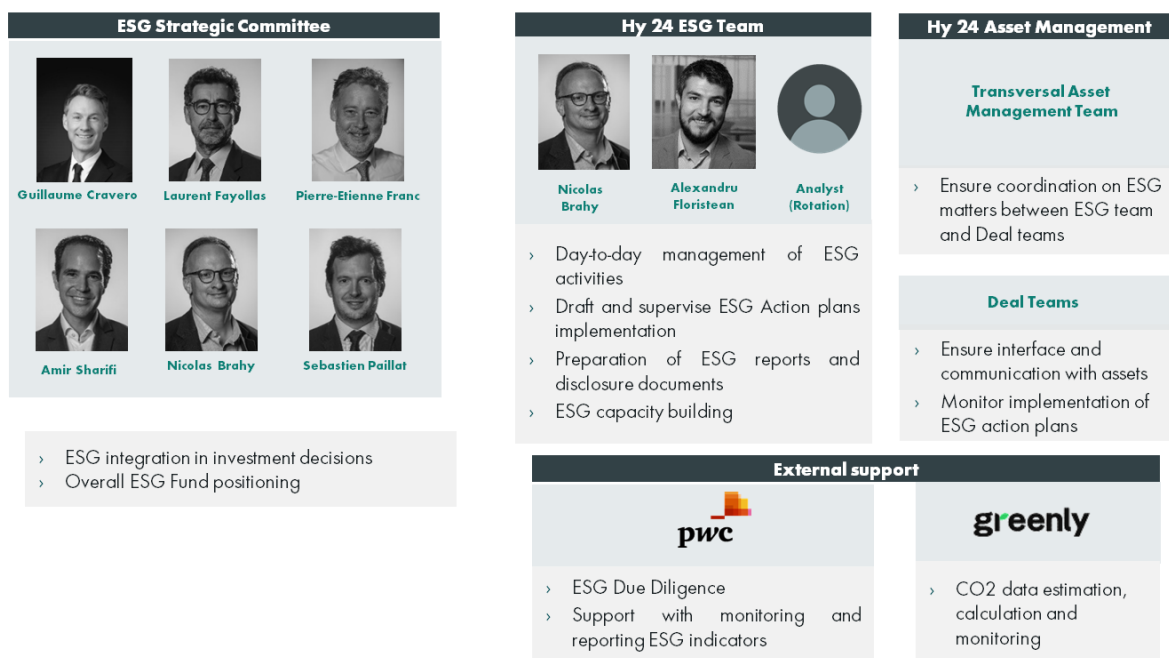 ESG Strategic Committee
Guillaume Cravero
Laurent Fayollas
Pierre-Etienne Franc
Amir Sharifi
Nicolas Brahy
Sebastien Paillat
› ESG integration in investment decisions
› Overall ESG Fund positioning
Hy 24 ESG Team
Nicolas
Brahy
Alexandru
Floristean
Analyst
(Rotation)
› Day-to-day management of ESG
activities
› Draft and supervise ESG Action plans
implementation
› Preparation of ESG reports and
disclosure documents
› ESG capacity building
Hy 24 Asset Management
Transversal Asset
Management Team
› Ensure coordination on ESG
matters between ESG team
and Deal teams
Deal Teams
› Ensure interface and
communication with assets
› Monitor implementation of
ESG action plans
External support
pwc
› ESG Due Diligence
› Support with monitoring and
reporting ESG indicators
greenly
› CO2 data estimation,
calculation and
monitoring